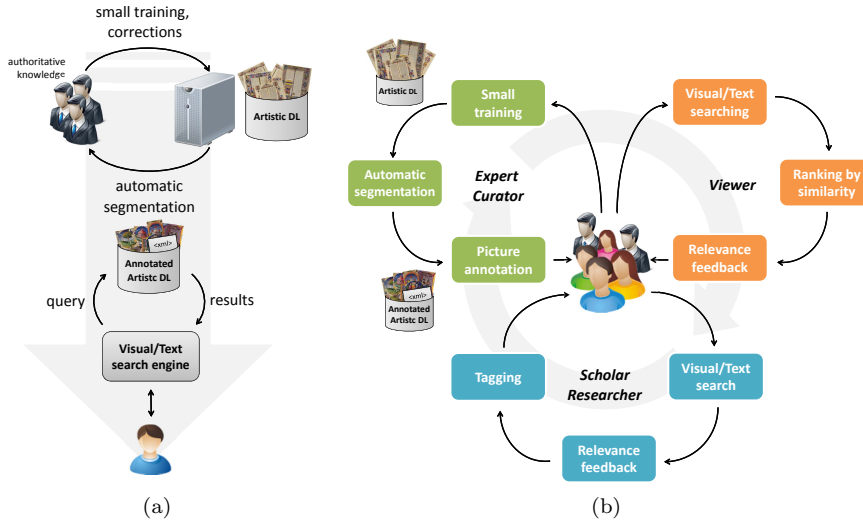 small training,
corrections
authoritative
knowledge
Artistic DL
automatic
segmentation
<xml>
Annotated
Artistc DL
query
results
Visual/Text
search engine
(a)
Artistic DL
Small
training
Visual/Text
searching
Automatic
segmentation
Expert
Curator
Viewer
Ranking by
similarity
Picture
annotation
Relevance
feedback
<xml>
Annotated
Artistc DL
Tagging
Scholar
Researcher
Visual/Text
search
Relevance
feedback
(b)